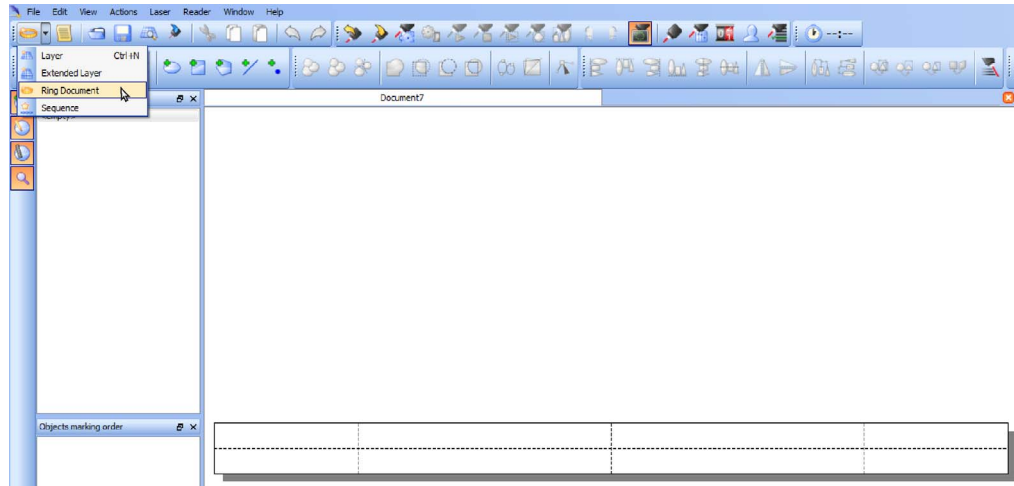 File Edit View Actions Laser Reader Window Help
--:--
Layer Ctrl+N
Extended Layer
Ring Document
Sequence
Document7
<empty>
Objects marking order